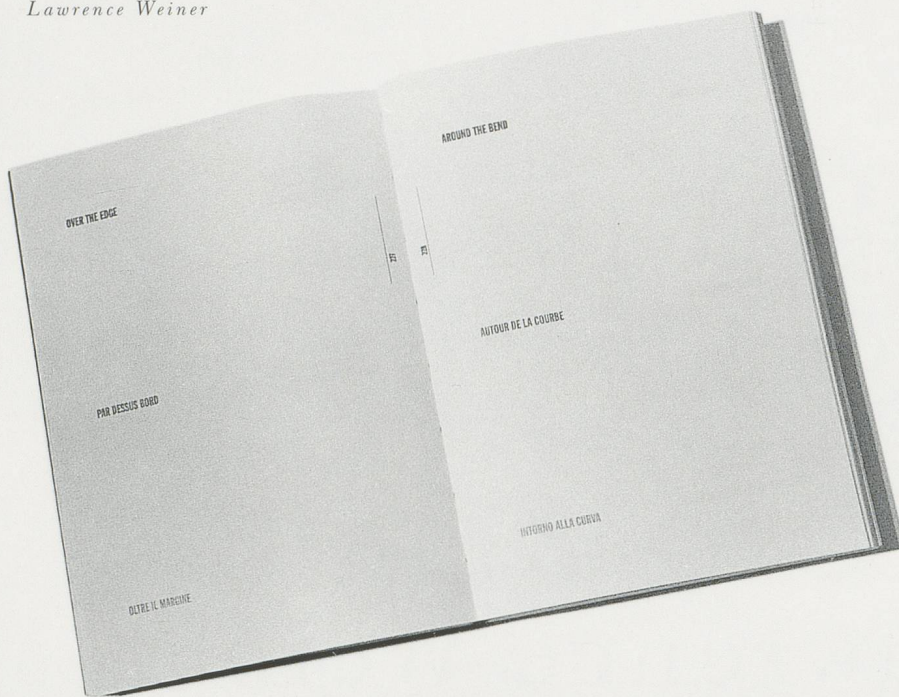 Lawrence Weiner
OVER THE EDGE
PAR DESSUS BORD
OLTRE IL MARGINE
AROUND THE BEND
AUTOUR DE LA COURBE
INTORNO ALLA CURVA